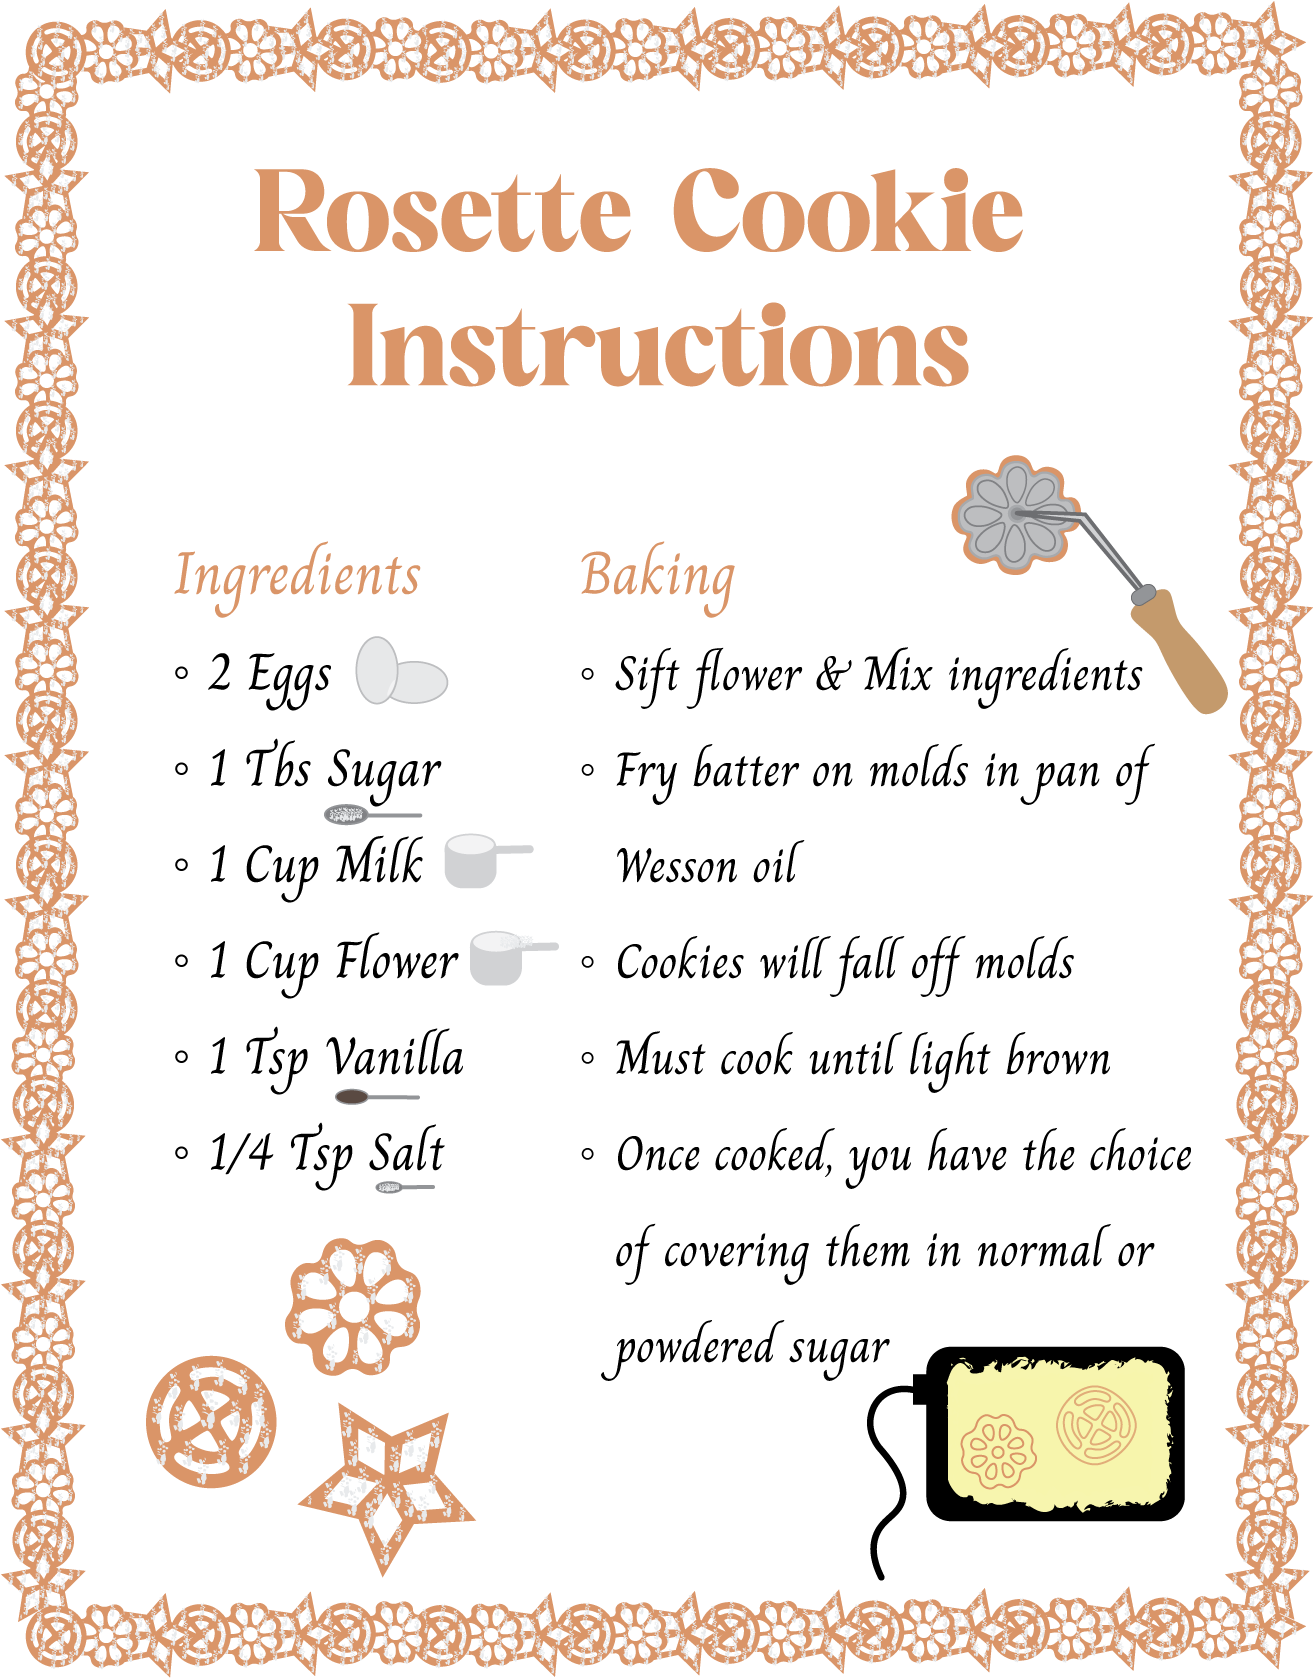 Rosette Cookie
Instructions
Ingredients
◦ 2 Eggs
◦ 1 Tbs Sugar
◦ 1 Cup Milk
◦ 1 Cup Flower
◦ 1 Tsp Vanilla
◦ 1/4 Tsp Salt
Baking
◦ Sift flower & Mix ingredients
◦ Fry batter on molds in pan of
Wesson oil
◦ Cookies will fall off molds
◦ Must cook until light brown
◦ Once cooked, you have the choice
of covering them in normal or
powdered sugar